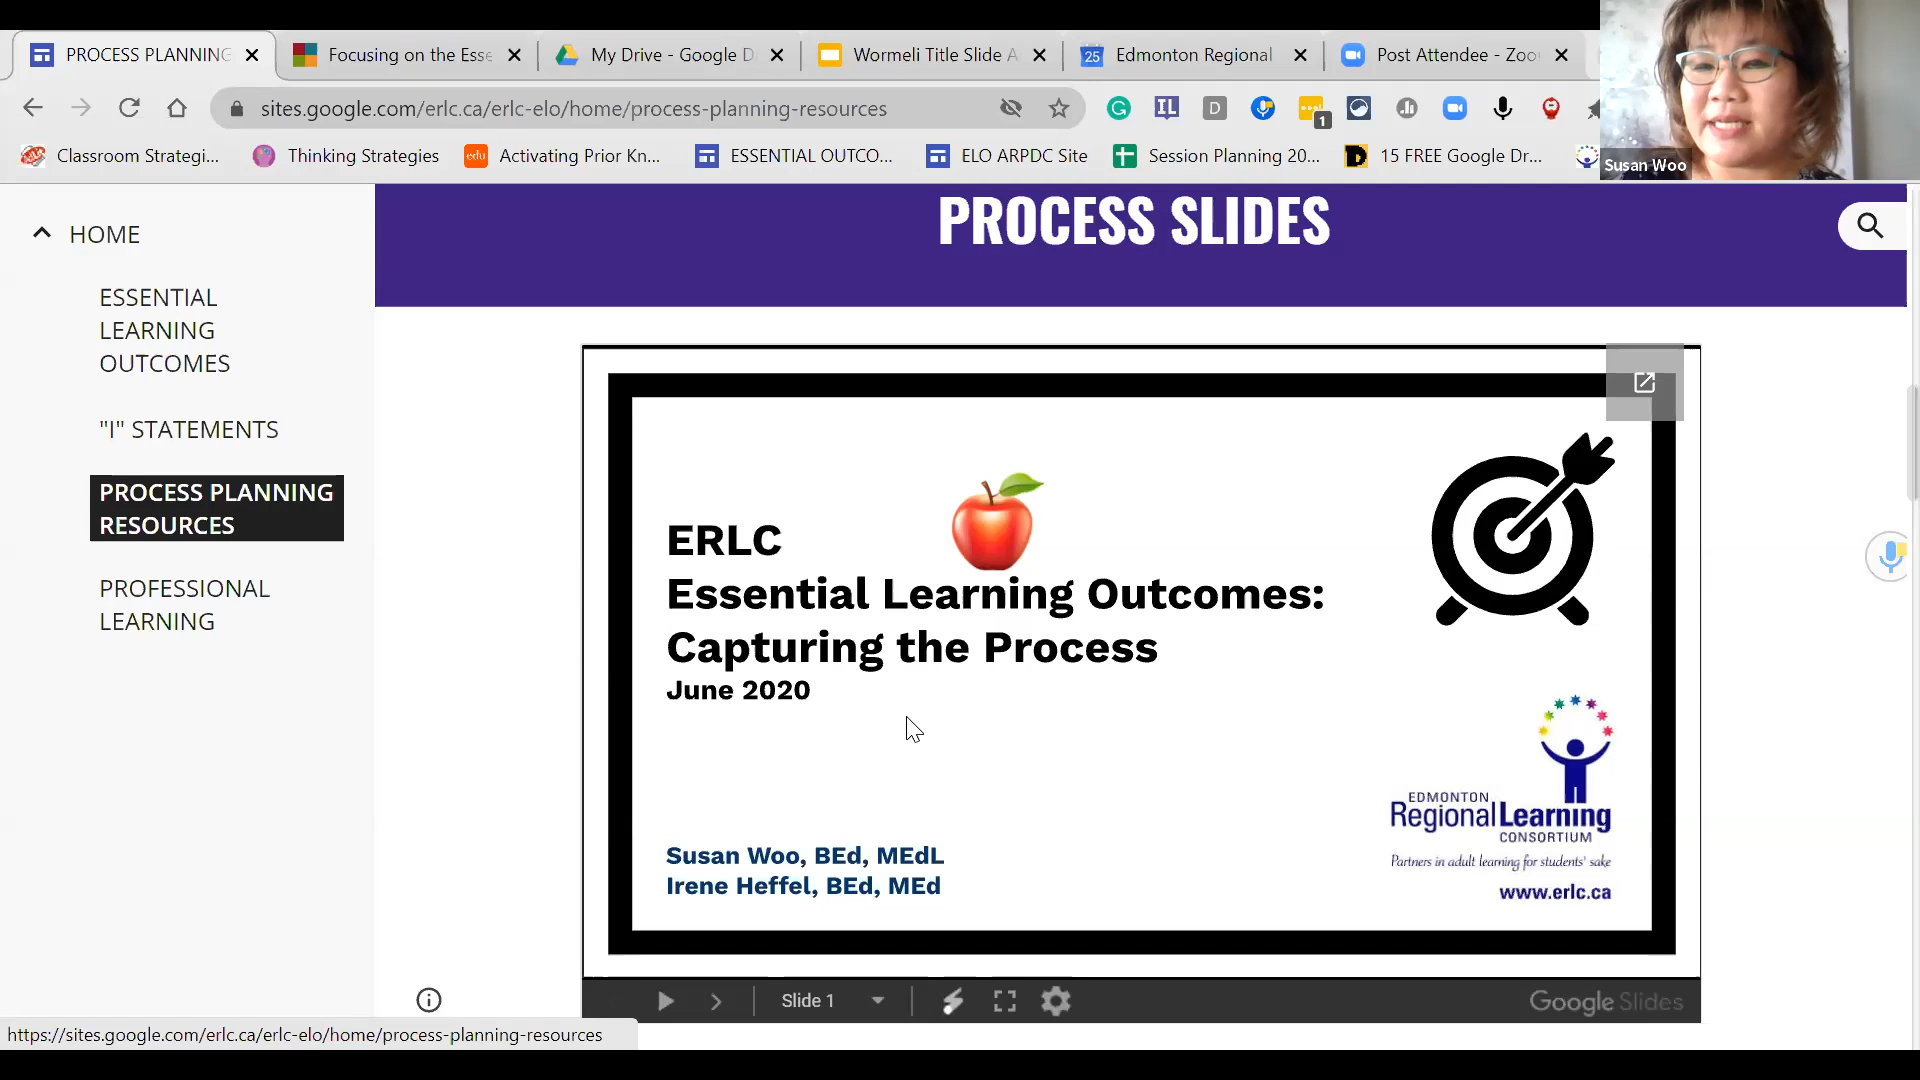 PROCESS PLANNING
Focusing on the Esse
My Drive - Google D
Wormeli Title Slide A
25
Edmonton Regional
Post Attendee - Zoo
sites.google.com/erlc.ca/erlc-elo/home/process-planning-resources
IL
D
1
Classroom Strategi...
Thinking Strategies
edu
Activating Prior Kn...
ESSENTIAL OUTCO...
ELO ARPDC Site
Session Planning 20...
D
15 FREE Google Dr...
Susan Woo
PROCESS SLIDES
HOME
ESSENTIAL
LEARNING
OUTCOMES
"I" STATEMENTS
PROCESS PLANNING
RESOURCES
PROFESSIONAL
LEARNING
ERLC
Essential Learning Outcomes:
Capturing the Process
June 2020
Susan Woo, BEd, MEdL
Irene Heffel, BEd, MEd
EDMONTON
Regional Learning
CONSORTIUM
Partners in adult learning for students' sake
www.erlc.ca
Slide 1
Google Slides
https://sites.google.com/erlc.ca/erlc-elo/home/process-planning-resources